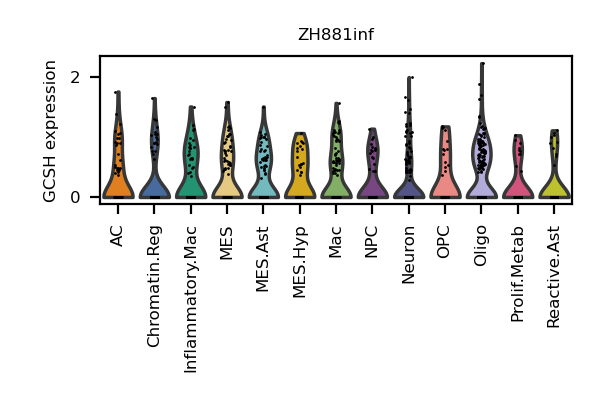 ZH881inf
GCSH expression
2
0
AC
Chromatin.Reg
Inflammatory.Mac
MES
MES.Ast
MES.Hyp
Mac
NPC
Neuron
OPC
Oligo
Prolif.Metab
Reactive.Ast